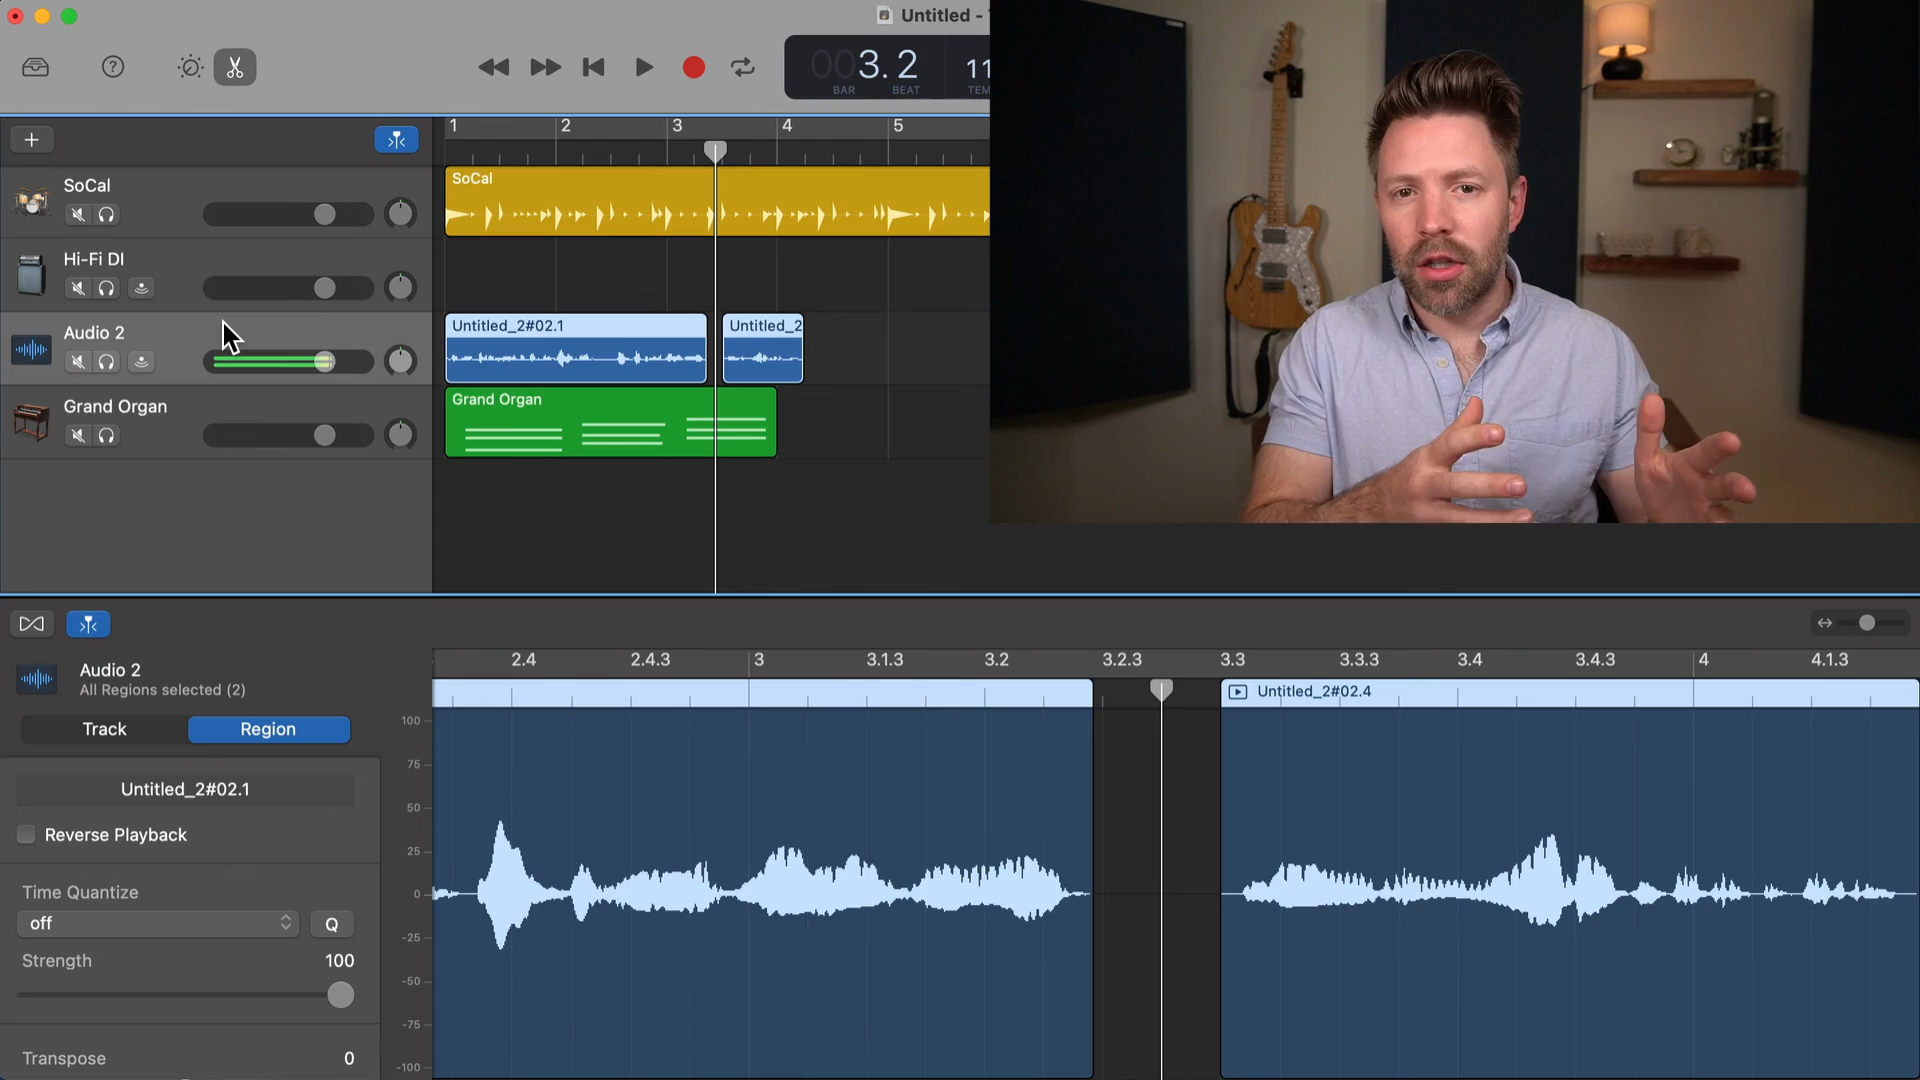 Untitled -
003. 2
11
BAR
BEAT
TEM
1
2
3
4
5
SoCal
SoCal
Hi-Fi DI
Audio 2
Untitled_2#02.1
Untitled_2
Grand Organ
Grand Organ
2.4
2.4.3
3
3.1.3
3.2
3.2.3
3.3
3.3.3
3.4
3.4.3
4
4.1.3
Audio 2
All Regions selected (2)
Untitled_2#02.4
Track
Region
100
75
50
25
0
-25
-50
-75
-100
Untitled_2#02.1
Reverse Playback
Time Quantize
off
Q
Strength
100
Transpose
0